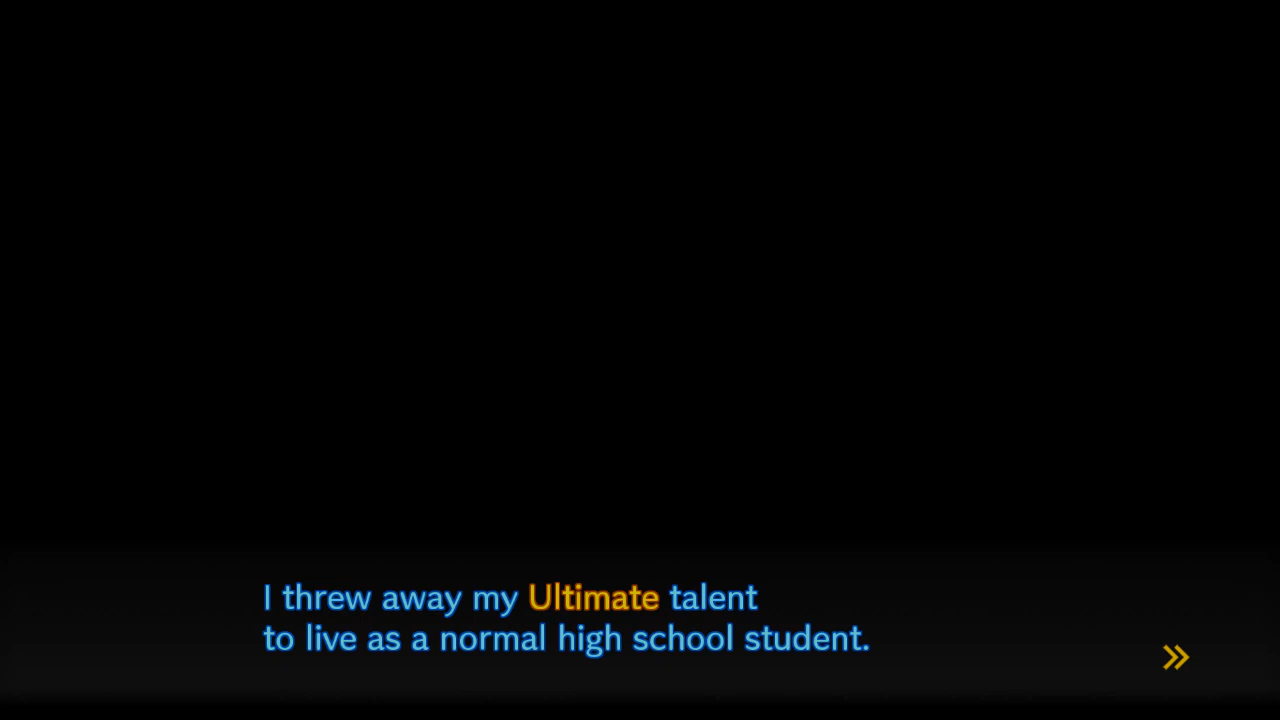 I threw away my Ultimate talent
to live as a normal high school student.